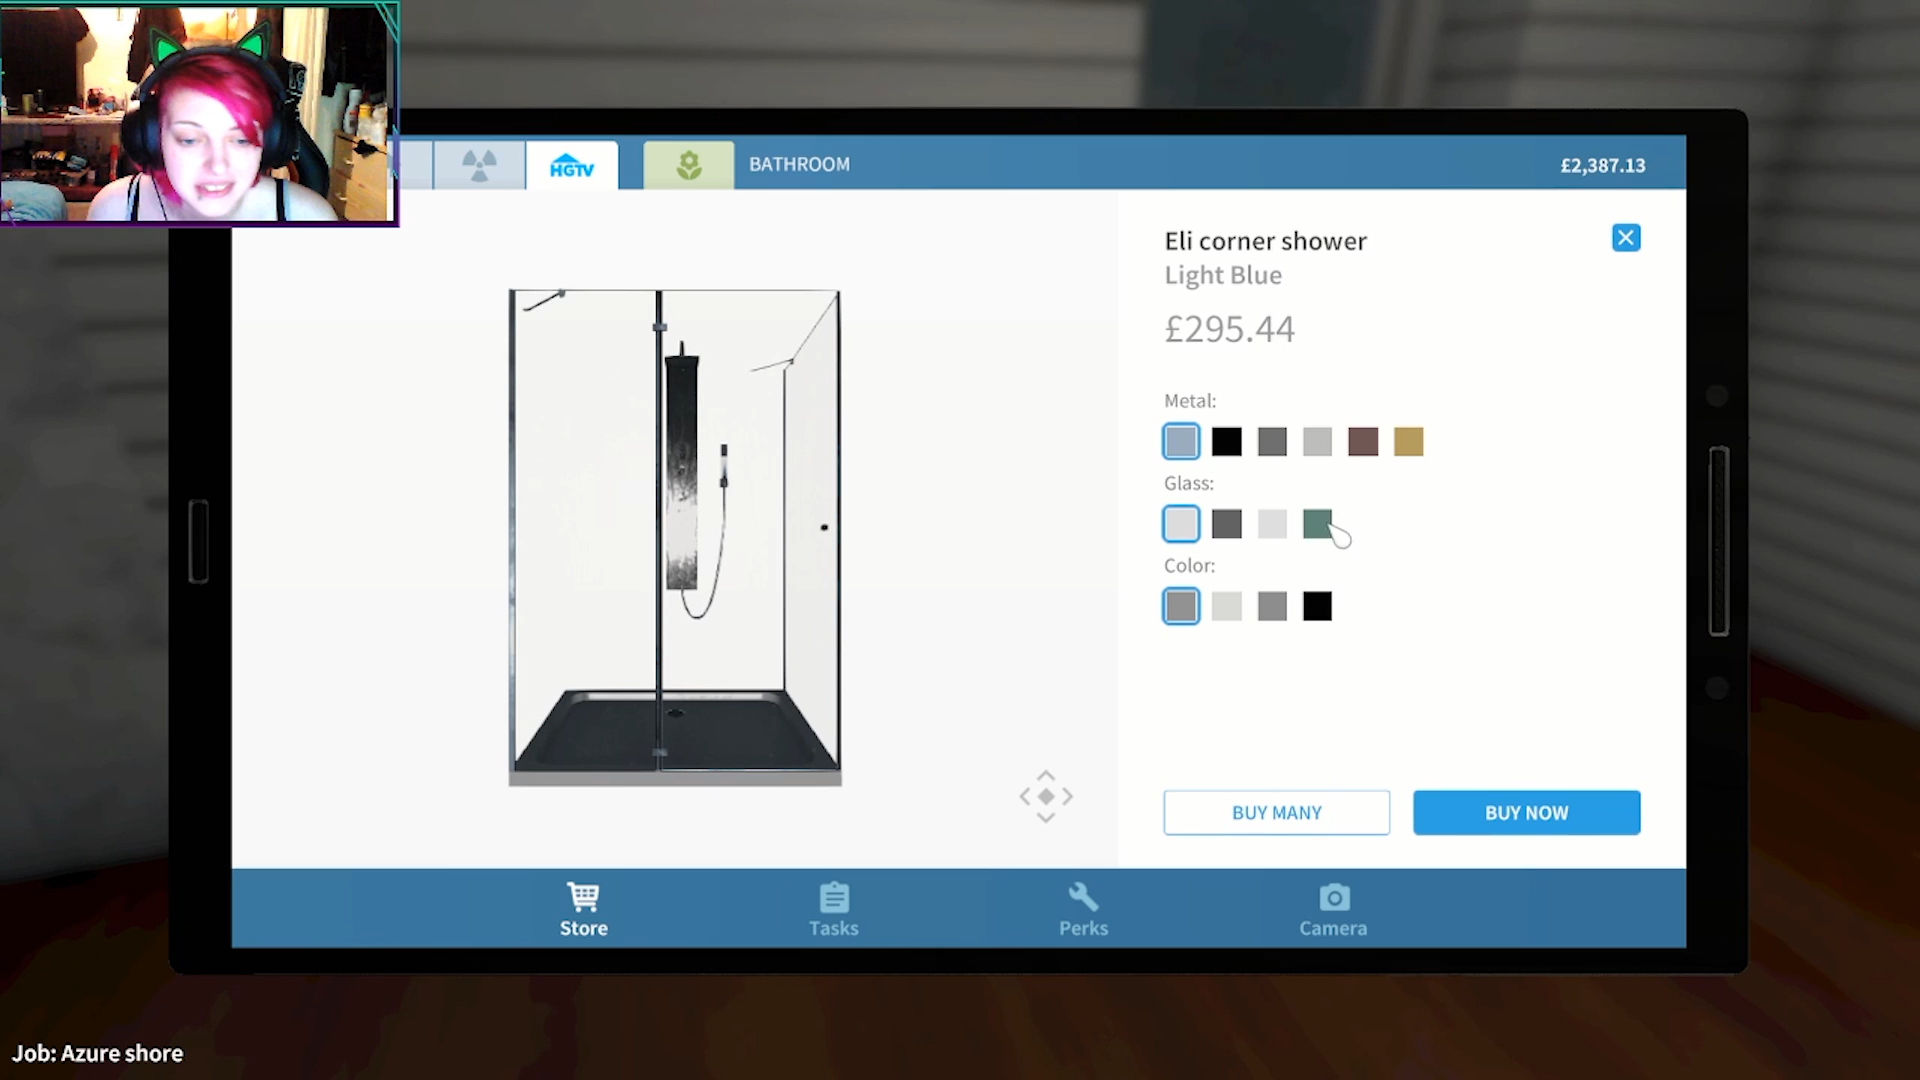 HGTV
BATHROOM
£2,387.13
Eli corner shower
Light Blue
£295.44
Metal:
Glass:
Color:
BUY MANY
BUY NOW
Store
Tasks
Perks
Camera
Job: Azure shore